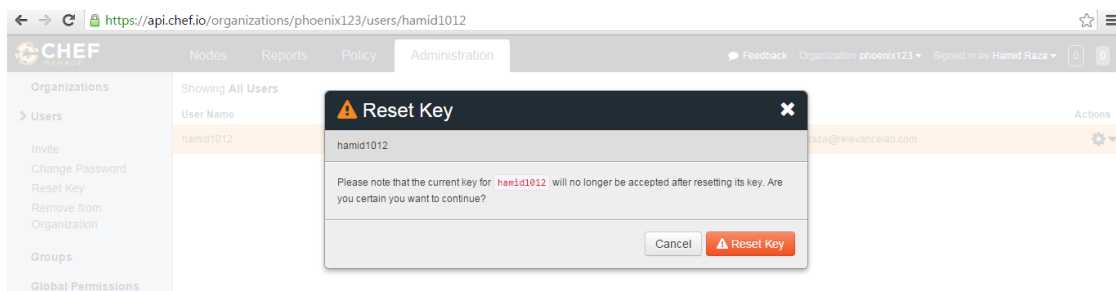 https://api.chef.io/organizations/phoenix123/users/hamid1012
CHEF
MANAGE
Nodes Reports Policy Administration
Feedback Organization phoenix123 Signed in as Hamid Raza 0 0
Organizations
Users
Invite
Change Password
Reset Key
Remove from
Organization
Groups
Global Permissions
Showing All Users
User Name Actions
hamid1012 raza@relevancelab.com
Reset Key
hamid1012
Please note that the current key for hamid1012 will no longer be accepted after resetting its key. Are
you certain you want to continue?
Cancel Reset Key